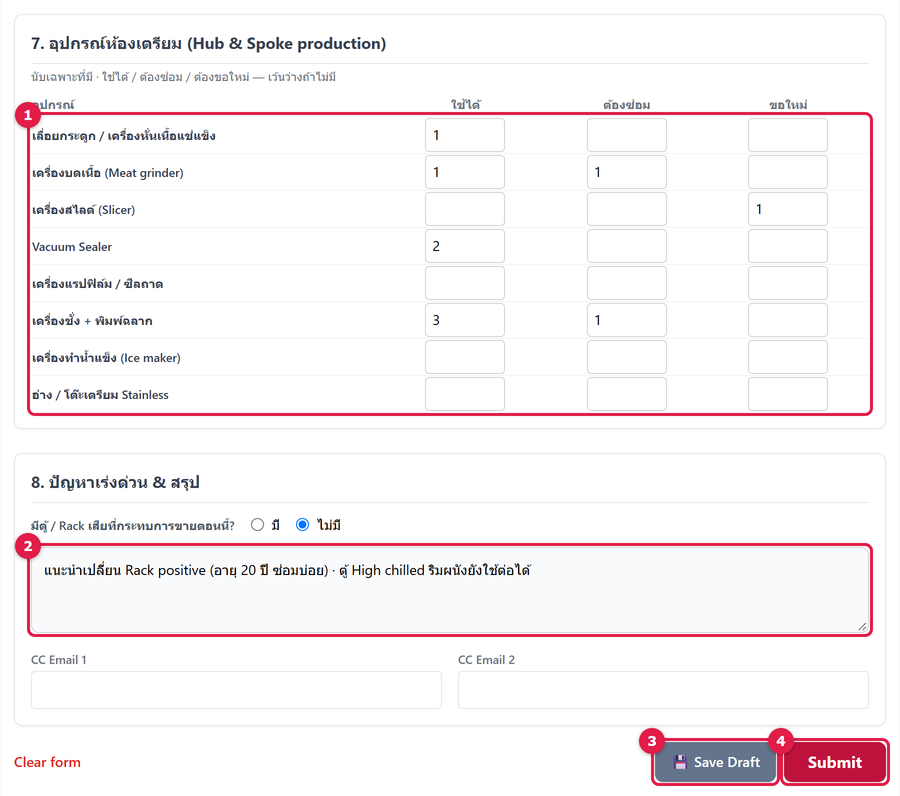 7. อุปกรณ์ห้องเตรียม (Hub & Spoke production)
นับเฉพาะที่มี · ใช้ได้ / ต้องซ่อม / ต้องขอใหม่ — เว้นว่างถ้าไม่มี
อุปกรณ์ ใช้ได้ ต้องซ่อม ขอใหม่
1
เลื่อยกระดูก / เครื่องหั่นเนื้อแช่แข็ง 1
เครื่องบดเนื้อ (Meat grinder) 1 1
เครื่องสไลด์ (Slicer) 1
Vacuum Sealer 2
เครื่องแรปฟิล์ม / ซีลถาด
เครื่องชั่ง + พิมพ์ฉลาก 3 1
เครื่องทำน้ำแข็ง (Ice maker)
อ่าง / โต๊ะเตรียม Stainless
8. ปัญหาเร่งด่วน & สรุป
มีตู้ / Rack เสียที่กระทบการขายตอนนี้? มี ไม่มี
2
แนะนำเปลี่ยน Rack positive (อายุ 20 ปี ซ่อมบ่อย) · ตู้ High chilled ริมผนังยังใช้ต่อได้
CC Email 1 CC Email 2
3 4
Clear form 💾 Save Draft Submit